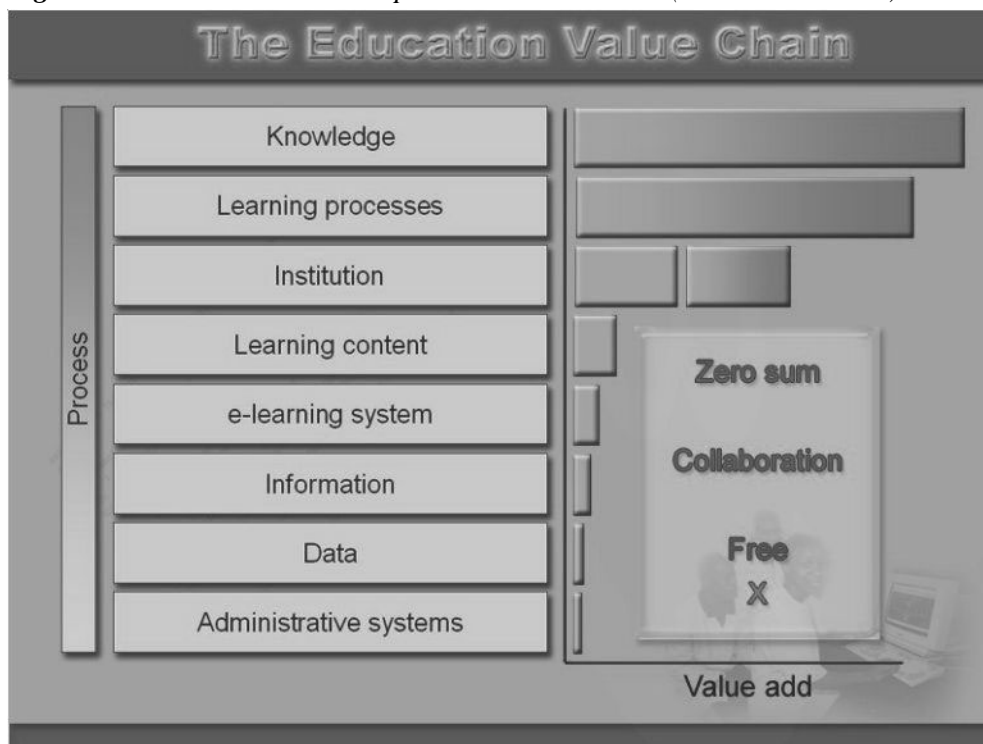 The Education Value Chain
Process
Knowledge
Learning processes
Institution
Learning content
e-learning system
Information
Data
Administrative systems
Zero sum
Collaboration
Free
X
Value add